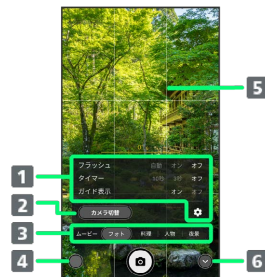 5
フラッシュ 自動 オン オフ
1
タイマー 10秒 3秒 オフ
ガイド表示 オン オフ
2
カメラ切替
3
ムービー フォト 料理 人物 夜景
4
6